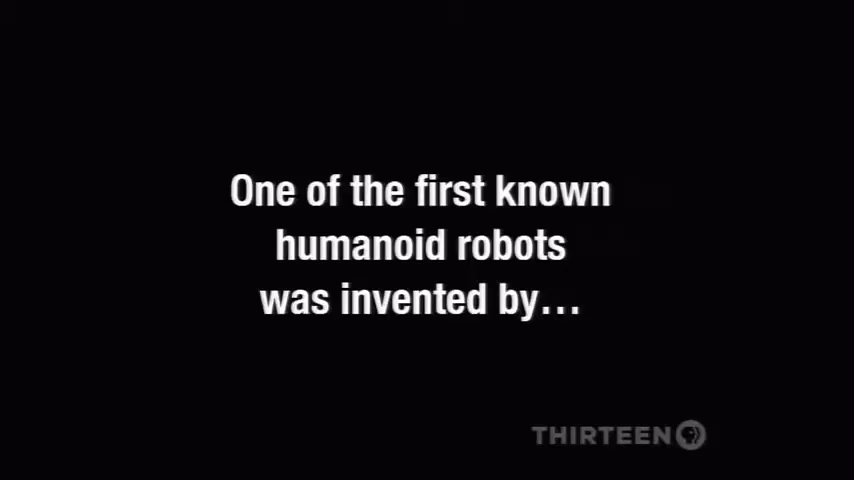 One of the first known
humanoid robots
was invented by…
THIRTEEN